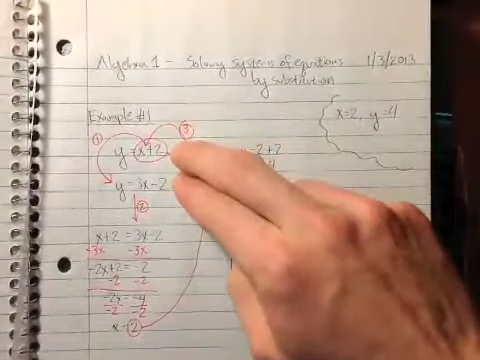 Algebra 1 - Solving systems of equations 1/3/2013
by substitution
Example #1
x=2, y=4
① ③
y=x+2
=2+2
4
y=3x-2
②
x+2=3x-2
-3x -3x
-2x+2=-2
-2 -2
-2x=-4
-2 -2
x=2